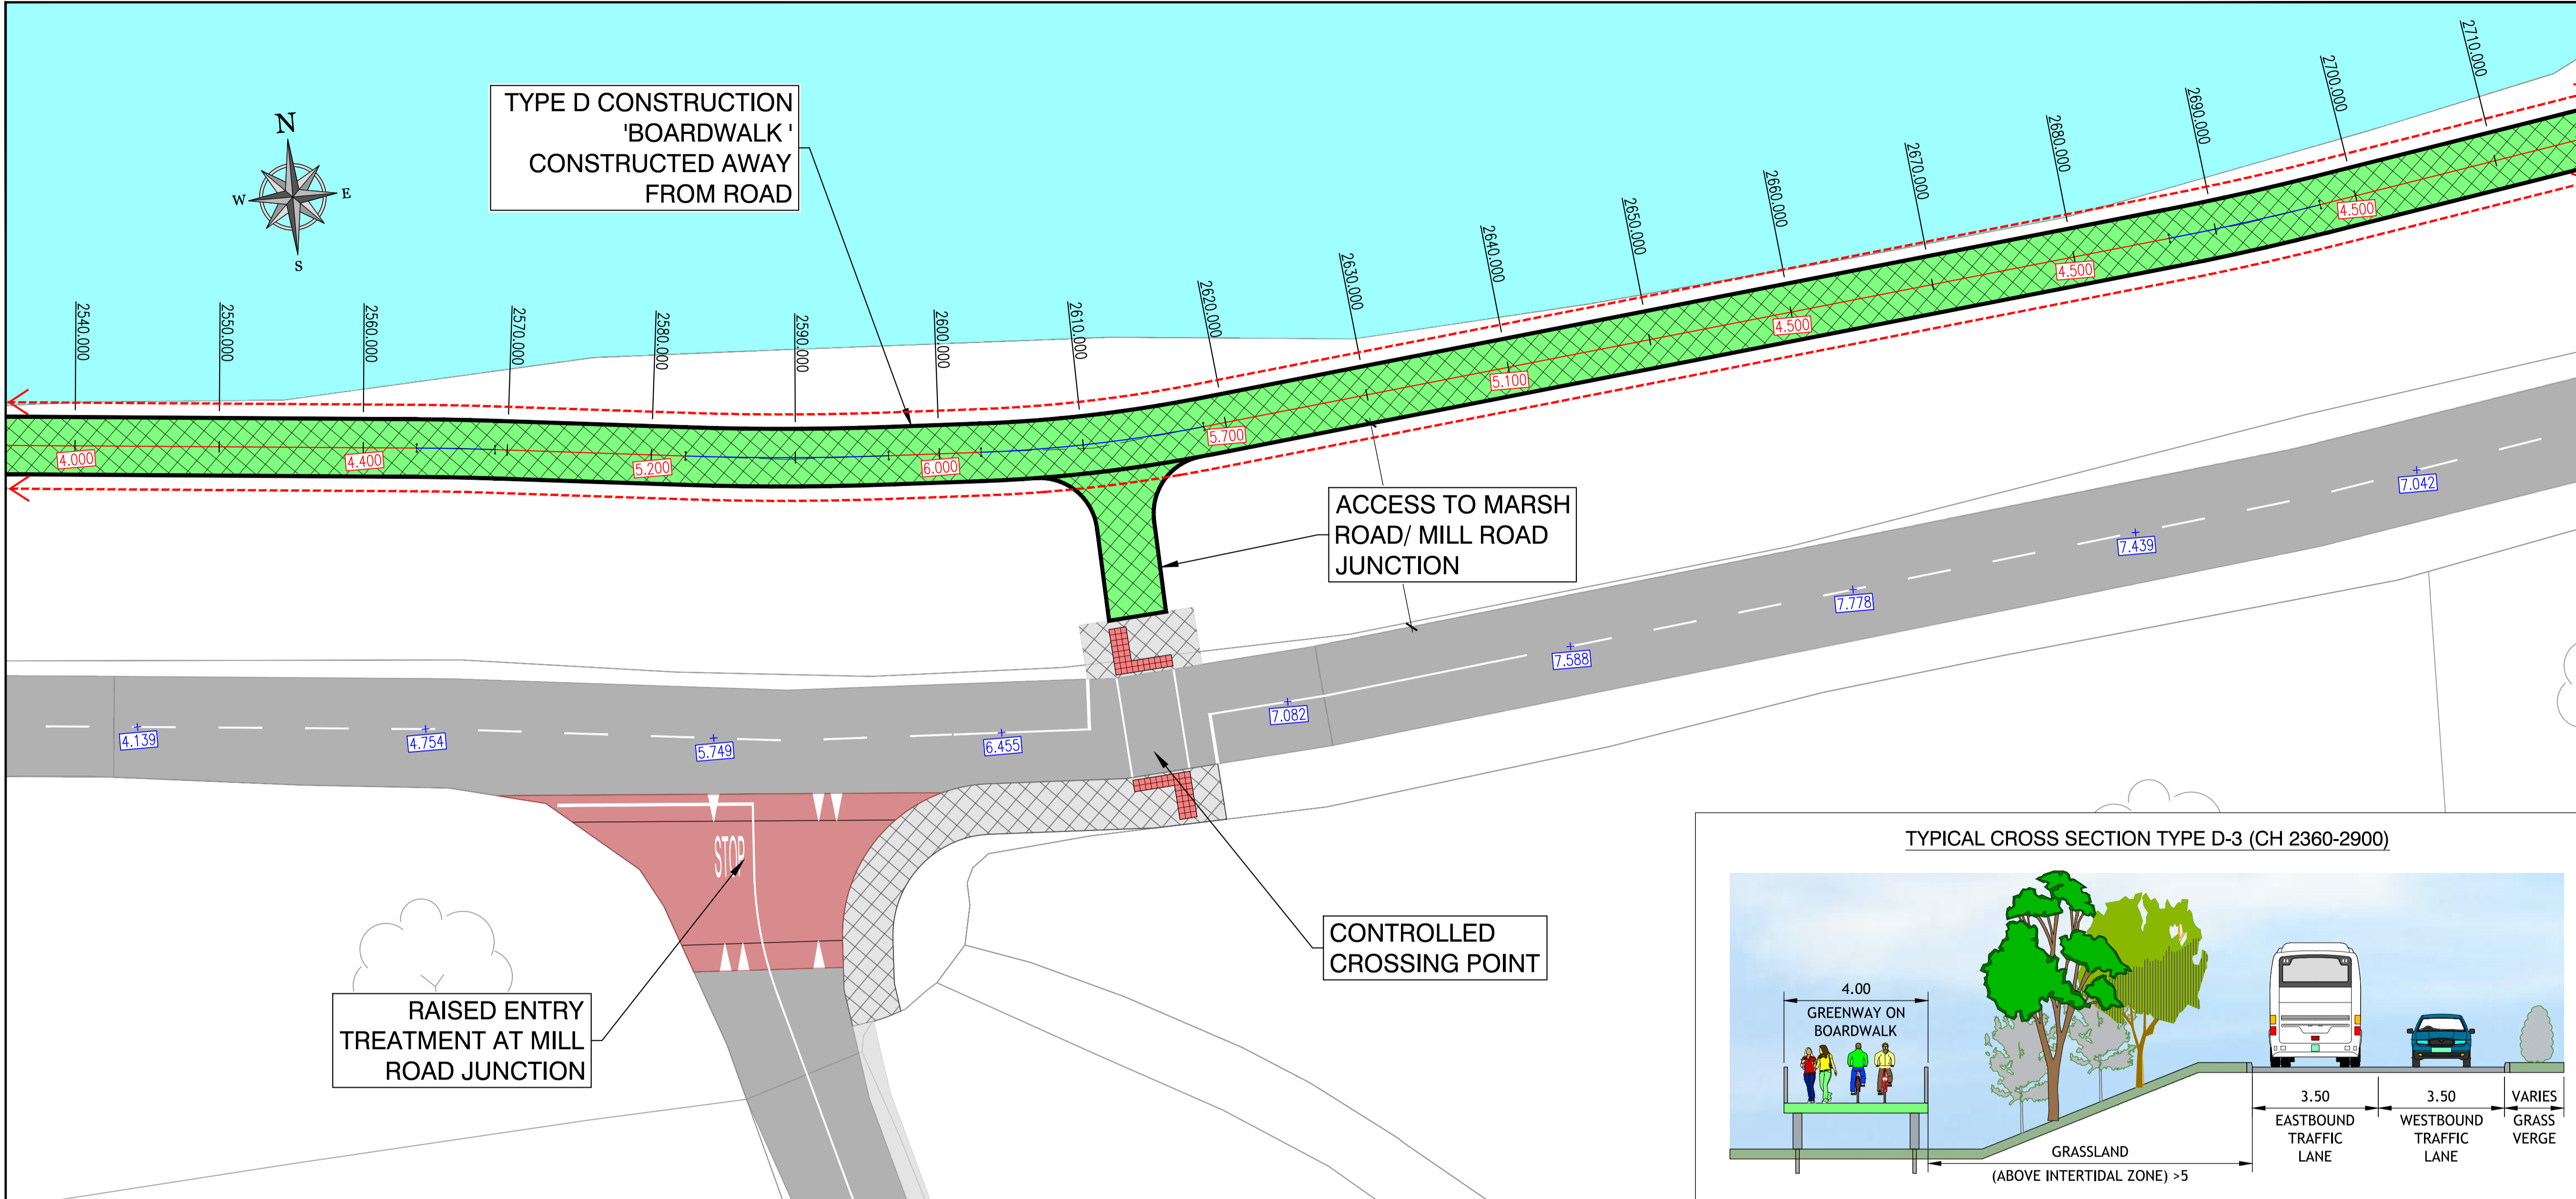 N
W
E
S
TYPE D CONSTRUCTION
'BOARDWALK '
CONSTRUCTED AWAY
FROM ROAD
2540.000
2550.000
2560.000
2570.000
2580.000
2590.000
2600.000
2610.000
2620.000
2630.000
2640.000
2650.000
2660.000
2670.000
2680.000
2690.000
2700.000
2710.000
4.000
4.400
5.200
6.000
5.700
5.100
4.500
4.500
4.500
ACCESS TO MARSH
ROAD/ MILL ROAD
JUNCTION
4.139
4.754
5.749
6.455
7.082
7.588
7.778
7.439
7.042
STOP
RAISED ENTRY
TREATMENT AT MILL
ROAD JUNCTION
CONTROLLED
CROSSING POINT
TYPICAL CROSS SECTION TYPE D-3 (CH 2360-2900)
4.00
GREENWAY ON
BOARDWALK
GRASSLAND
(ABOVE INTERTIDAL ZONE) >5
3.50
EASTBOUND
TRAFFIC
LANE
3.50
WESTBOUND
TRAFFIC
LANE
VARIES
GRASS
VERGE